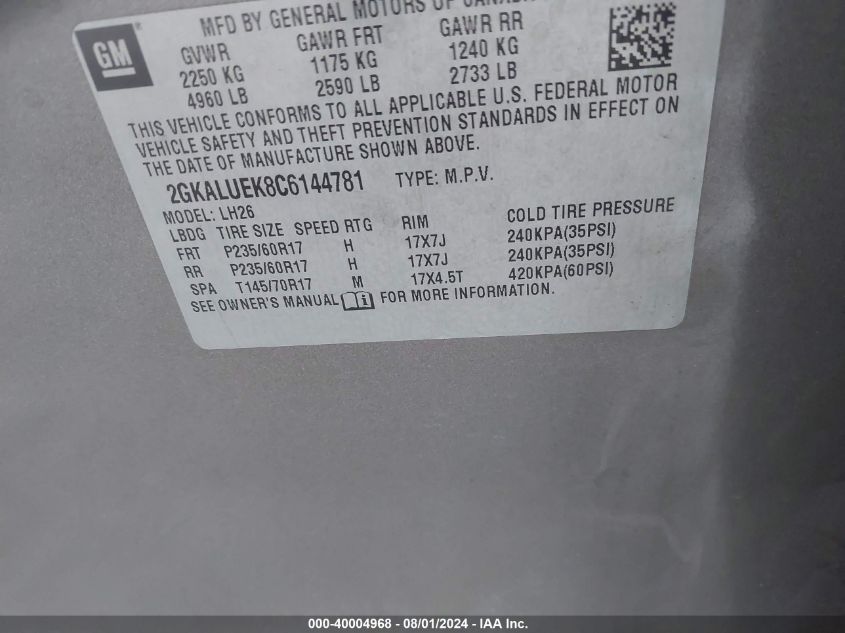 GM
MFD BY GENERAL MOTORS OF CANADA
GVWR GAWR FRT GAWR RR
2250 KG 1175 KG 1240 KG
4960 LB 2590 LB 2733 LB
THIS VEHICLE CONFORMS TO ALL APPLICABLE U.S. FEDERAL MOTOR
VEHICLE SAFETY AND THEFT PREVENTION STANDARDS IN EFFECT ON
THE DATE OF MANUFACTURE SHOWN ABOVE.
2GKALUEK8C6144781 TYPE: M.P.V.
MODEL: LH26
LBDG TIRE SIZE SPEED RTG RIM COLD TIRE PRESSURE
FRT P235/60R17 H 17X7J 240KPA(35PSI)
RR P235/60R17 H 17X7J 240KPA(35PSI)
SPA T145/70R17 M 17X4.5T 420KPA(60PSI)
SEE OWNER'S MANUAL FOR MORE INFORMATION.
000-40004968 - 08/01/2024 - IAA Inc.